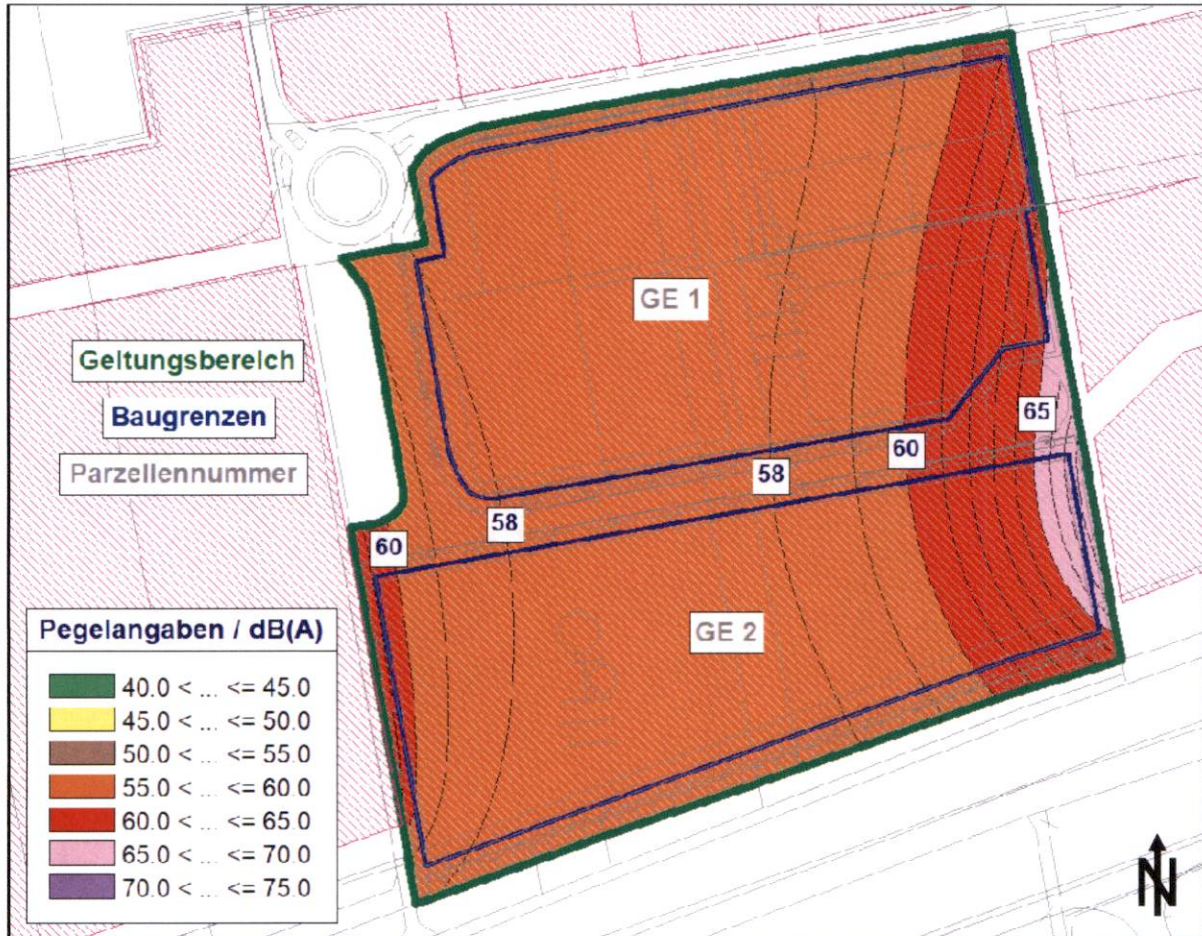 GE 1
Geltungsbereich
Baugrenzen
Parzellennummer
65
60
58
58
60
GE 2
Pegelangaben / dB(A)
40.0 < ... <= 45.0
45.0 < ... <= 50.0
50.0 < ... <= 55.0
55.0 < ... <= 60.0
60.0 < ... <= 65.0
65.0 < ... <= 70.0
70.0 < ... <= 75.0
N